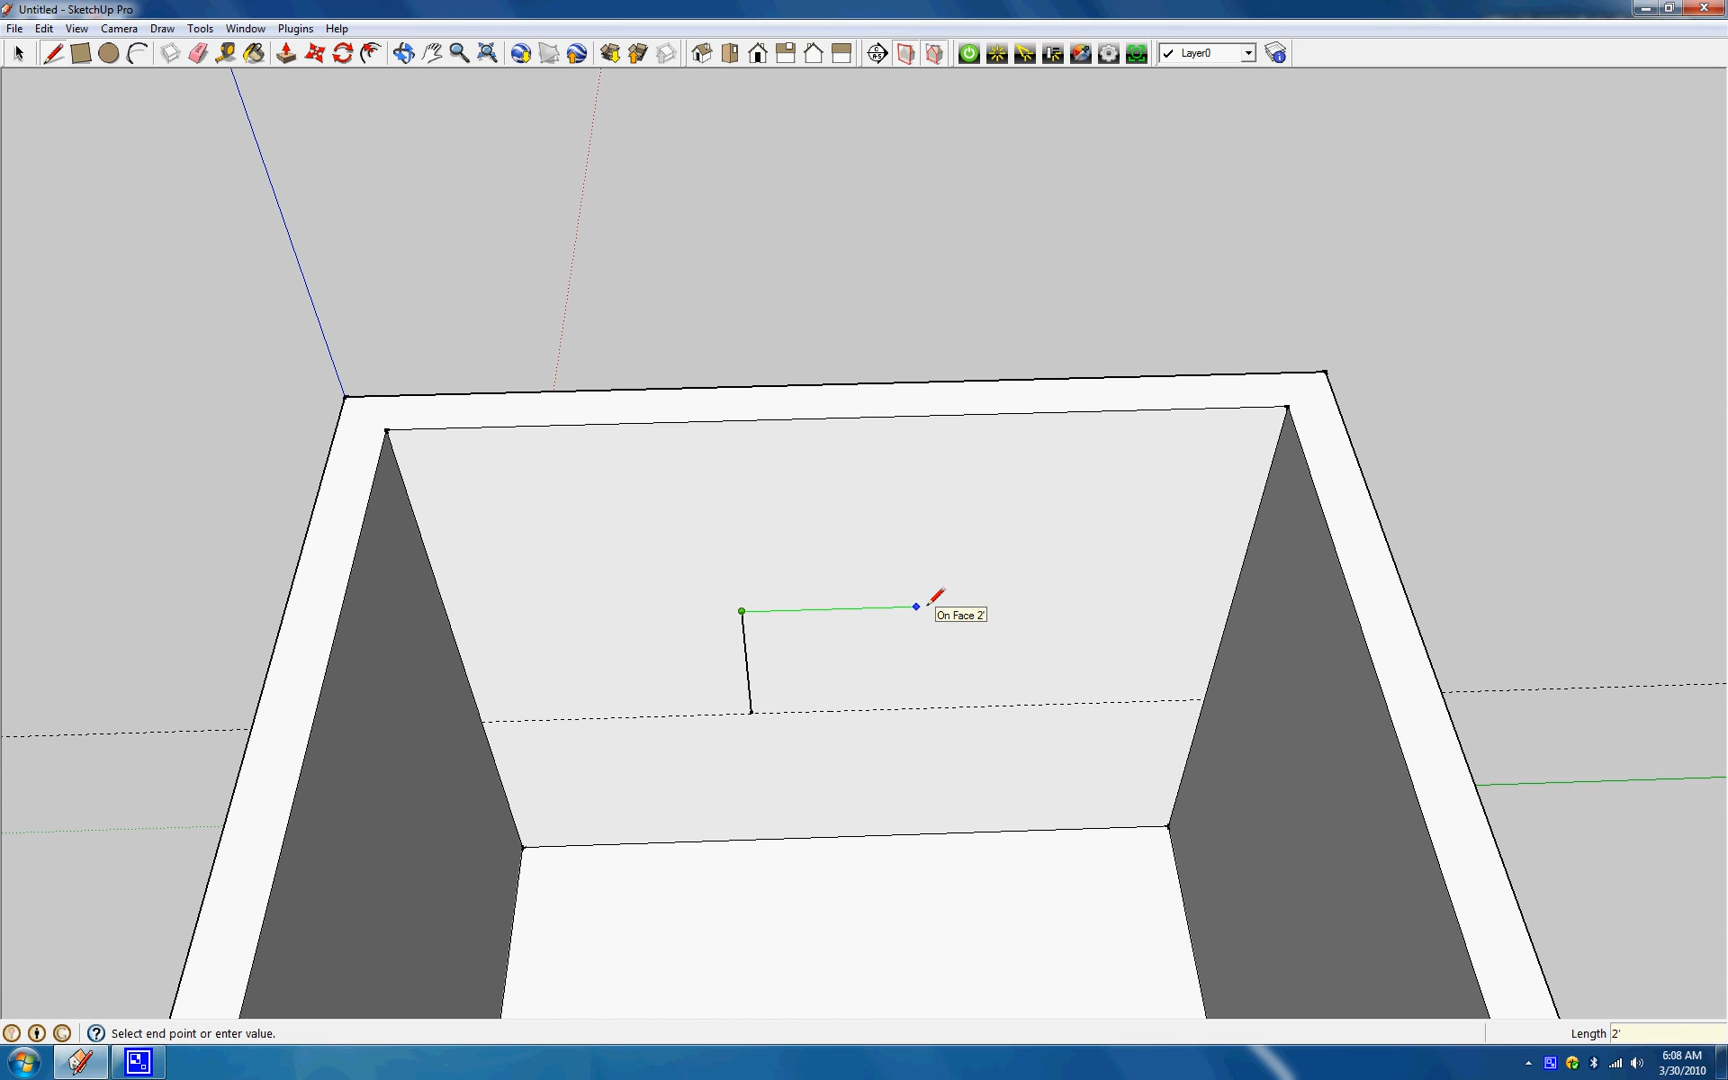 Untitled - SketchUp Pro
File Edit View Camera Draw Tools Window Plugins Help
Layer0
On Face 2'
Select end point or enter value.
Length 2'
6:08 AM
3/30/2010